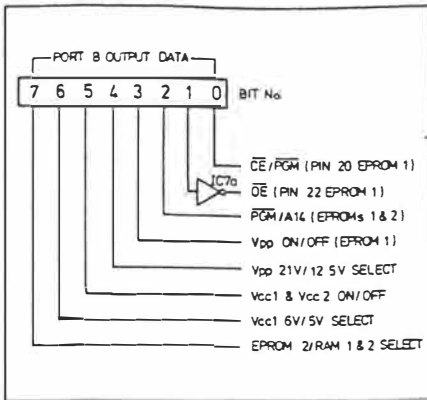 PORT B OUTPUT DATA
7 6 5 4 3 2 1 0 BIT No.
CE/PGM (PIN 20 EPROM 1)
IC7a
OE (PIN 22 EPROM 1)
PGM/A14 (EPROMs 1 & 2)
Vpp ON/OFF (EPROM 1)
Vpp 21V/12 5V SELECT
Vcc1 & Vcc2 ON/OFF
Vcc1 6V/5V SELECT
EPROM 2/RAM 1 & 2 SELECT